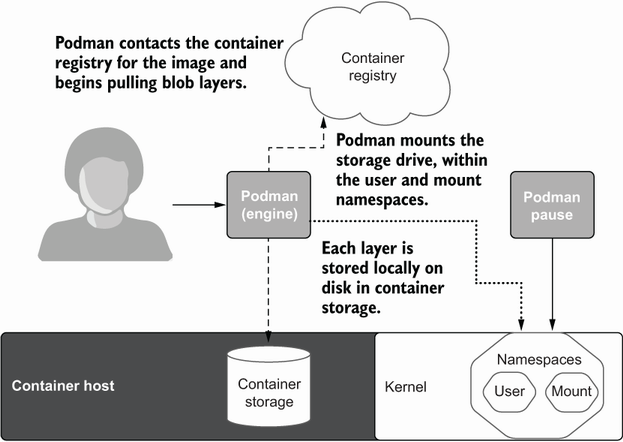 Podman contacts the container
registry for the image and
begins pulling blob layers.
Container
registry
Podman mounts the
storage drive, within
the user and mount
namespaces.
Podman
(engine)
Podman
pause
Each layer is
stored locally on
disk in container
storage.
Container host
Container
storage
Kernel
Namespaces
User
Mount